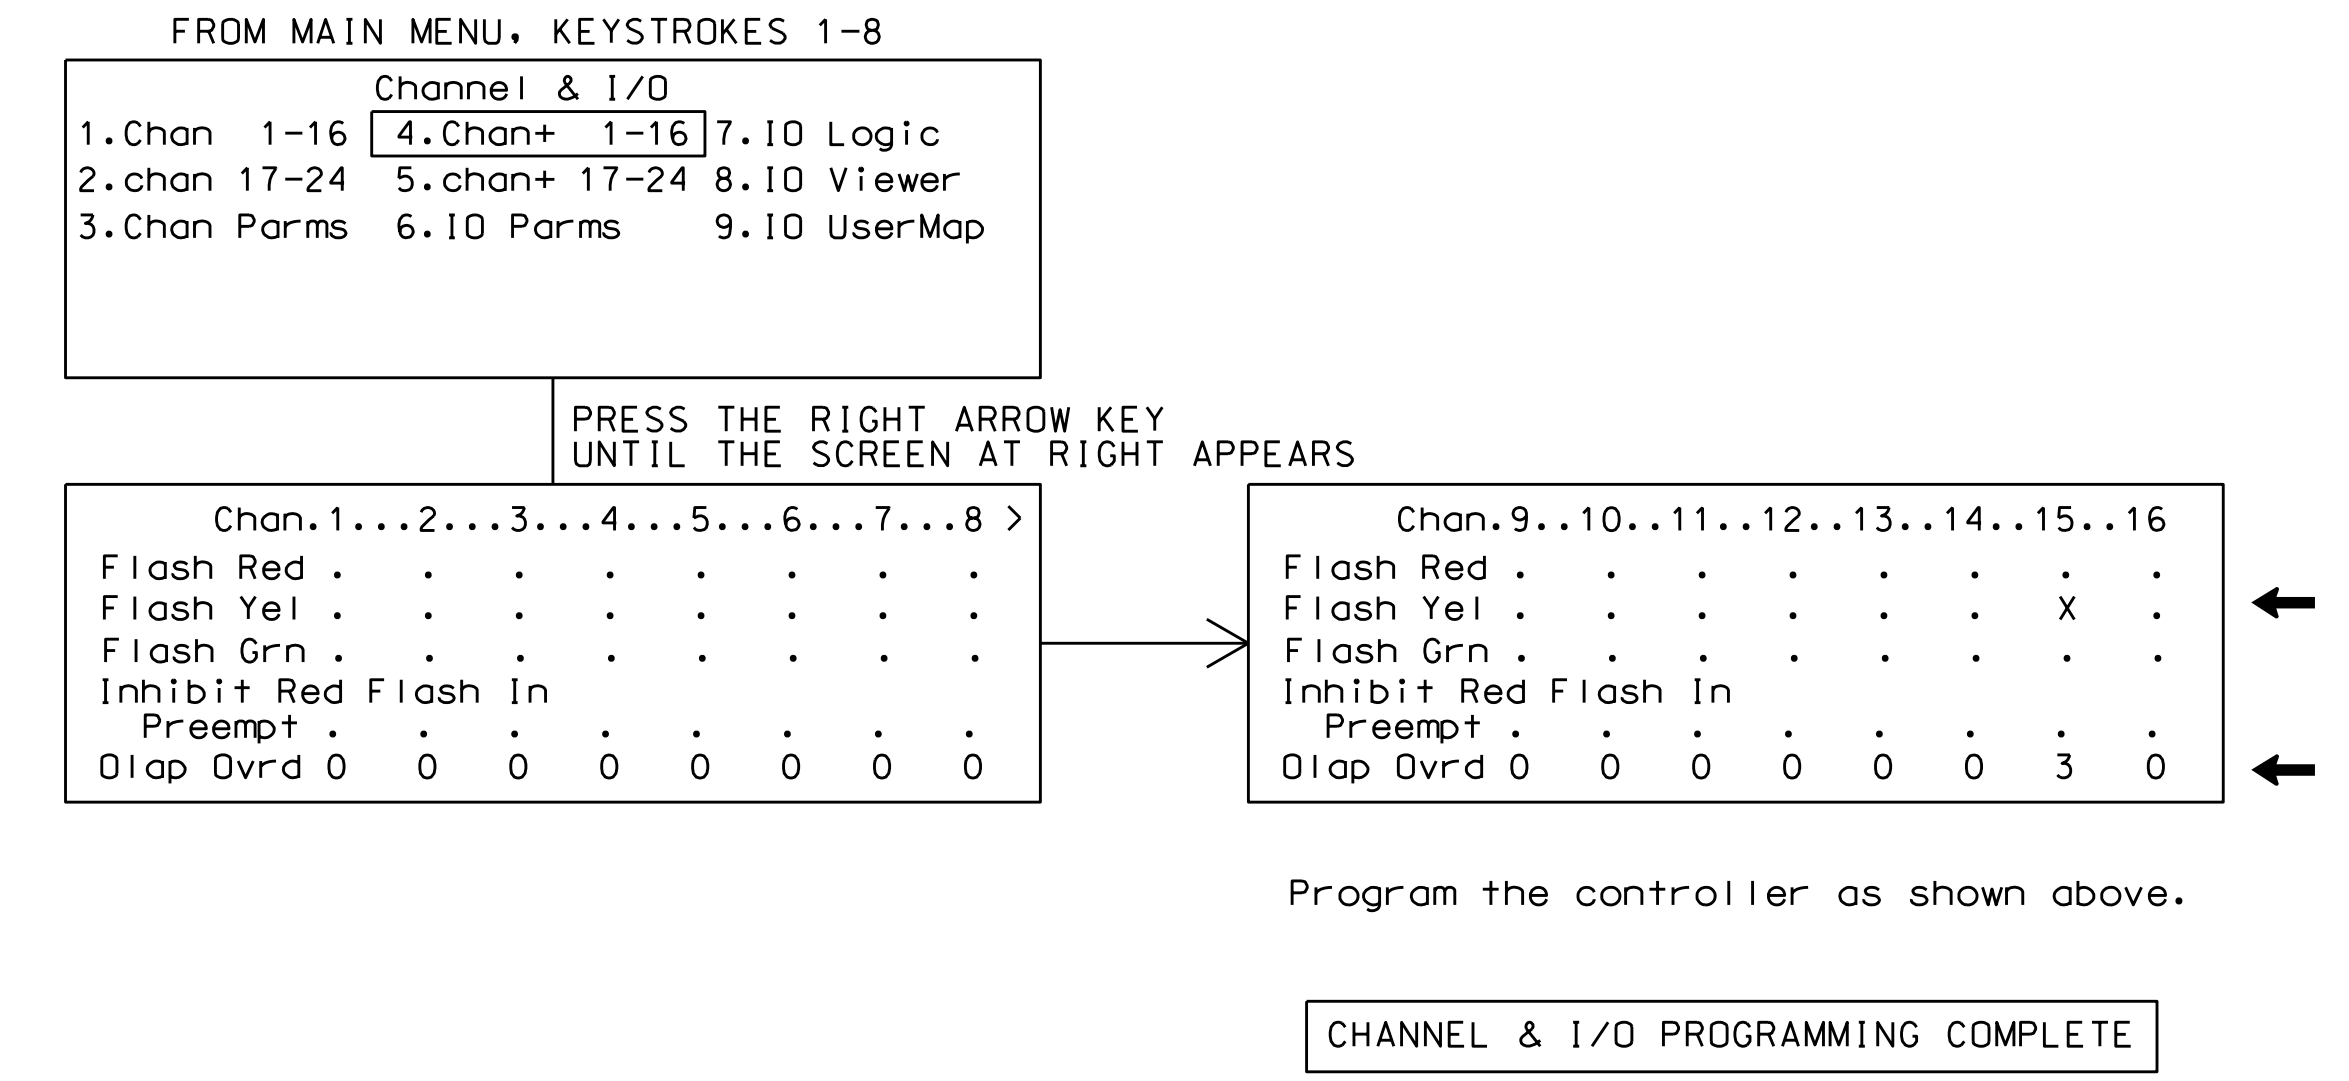 FROM MAIN MENU, KEYSTROKES 1-8
Channel & I/O
1.Chan 1-16 4.Chan+ 1-16 7.IO Logic
2.chan 17-24 5.chan+ 17-24 8.IO Viewer
3.Chan Parms 6.IO Parms 9.IO UserMap
PRESS THE RIGHT ARROW KEY
UNTIL THE SCREEN AT RIGHT APPEARS
Chan.1...2...3...4...5...6...7...8 >
Flash Red . . . . . . . .
Flash Yel . . . . . . . .
Flash Grn . . . . . . . .
Inhibit Red Flash In
Preempt . . . . . . . .
Olap Ovrd 0 0 0 0 0 0 0 0
Chan.9..10..11..12..13..14..15..16
Flash Red . . . . . . . .
Flash Yel . . . . . . X .
Flash Grn . . . . . . . .
Inhibit Red Flash In
Preempt . . . . . . . .
Olap Ovrd 0 0 0 0 0 0 3 0
Program the controller as shown above.
CHANNEL & I/O PROGRAMMING COMPLETE